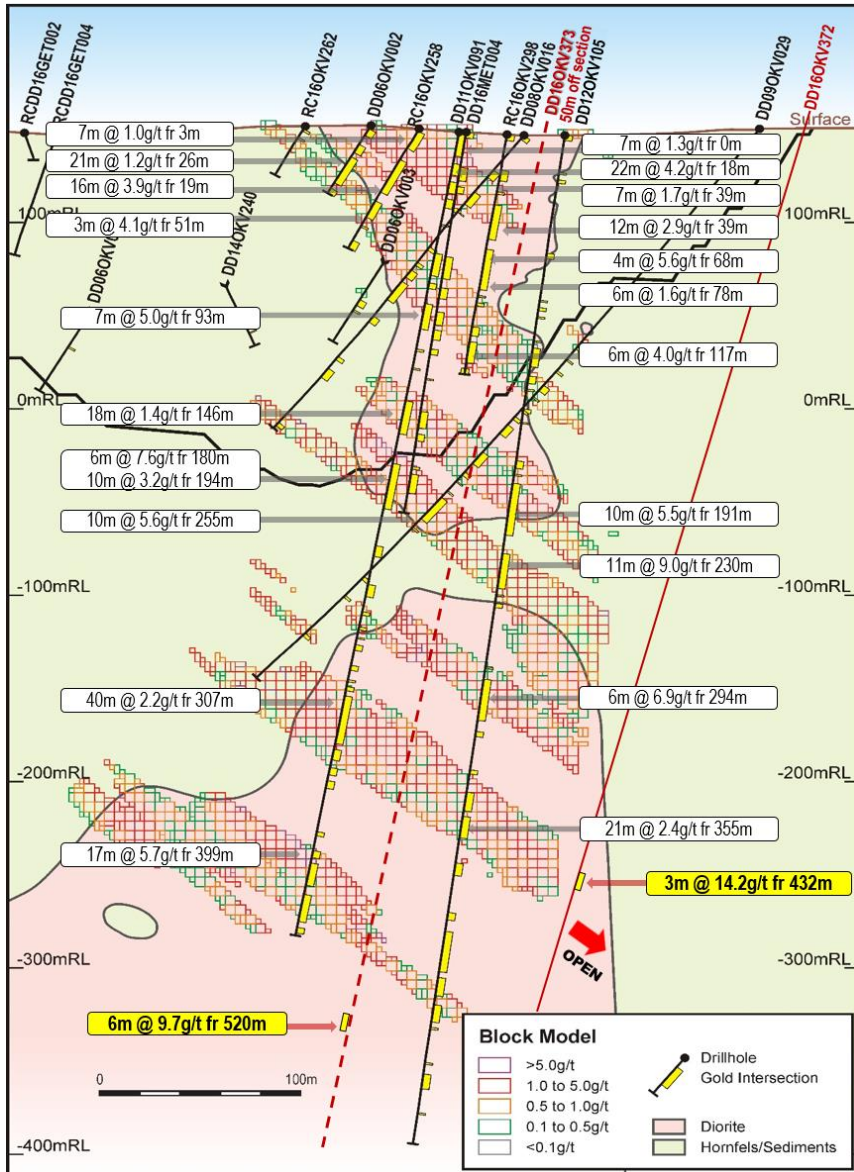 RCDD16GET002
RCDD16GET004
RC16OKV262
DD06OKV002
RC16OKV258
DD11OKV091
DD16MET004
RC16OKV298
DD08OKV016
DD16OKV373
50m off section
DD12OKV105
DD09OKV029
DD16OKV372
Surface
7m @ 1.0g/t fr 3m
21m @ 1.2g/t fr 26m
16m @ 3.9g/t fr 19m
3m @ 4.1g/t fr 51m
7m @ 1.3g/t fr 0m
22m @ 4.2g/t fr 18m
7m @ 1.7g/t fr 39m
12m @ 2.9g/t fr 39m
4m @ 5.6g/t fr 68m
6m @ 1.6g/t fr 78m
100mRL
100mRL
DD14OKV240
DD06OKV003
7m @ 5.0g/t fr 93m
6m @ 4.0g/t fr 117m
0mRL
0mRL
18m @ 1.4g/t fr 146m
6m @ 7.6g/t fr 180m
10m @ 3.2g/t fr 194m
10m @ 5.6g/t fr 255m
10m @ 5.5g/t fr 191m
11m @ 9.0g/t fr 230m
-100mRL
-100mRL
40m @ 2.2g/t fr 307m
6m @ 6.9g/t fr 294m
-200mRL
-200mRL
21m @ 2.4g/t fr 355m
17m @ 5.7g/t fr 399m
3m @ 14.2g/t fr 432m
OPEN
-300mRL
-300mRL
6m @ 9.7g/t fr 520m
0
100m
-400mRL
Block Model
>5.0g/t
1.0 to 5.0g/t
0.5 to 1.0g/t
0.1 to 0.5g/t
<0.1g/t
Drillhole
Gold Intersection
Diorite
Hornfels/Sediments